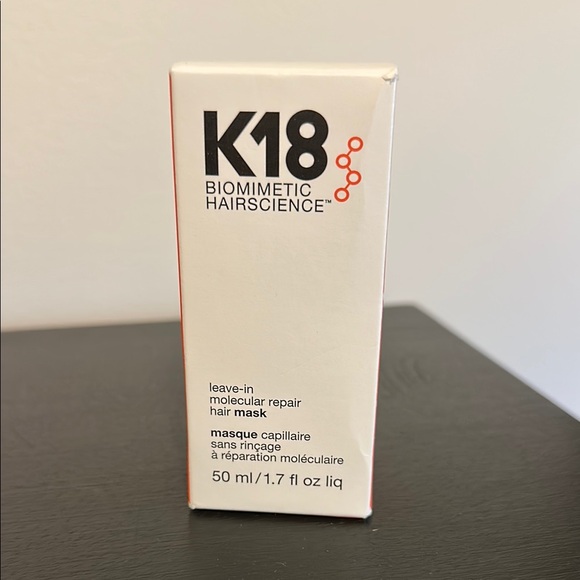 K18
BIOMIMETIC
HAIRSCIENCE™
leave-in
molecular repair
hair mask
masque capillaire
sans rinçage
à réparation moléculaire
50 ml/1.7 fl oz liq